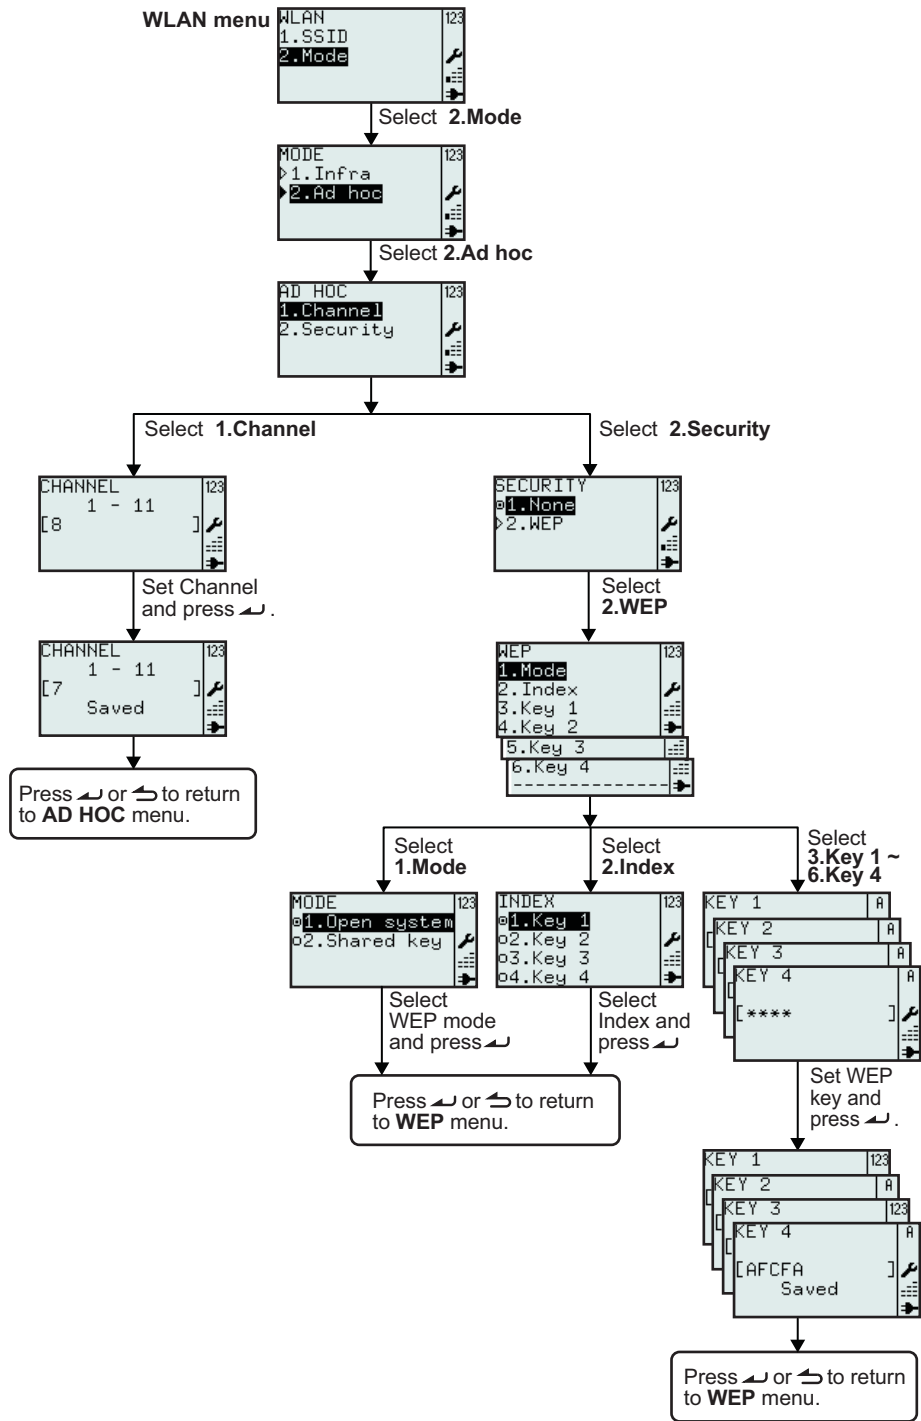 WLAN menu
WLAN 123
1.SSID
2.Mode
Select 2.Mode
MODE 123
1.Infra
2.Ad hoc
Select 2.Ad hoc
AD HOC 123
1.Channel
2.Security
Select 1.Channel
Select 2.Security
CHANNEL 123
1 - 11
[8 ]
Set Channel
and press .
CHANNEL 123
1 - 11
[7 ]
Saved
Press or to return
to AD HOC menu.
SECURITY 123
1.None
2.WEP
Select
2.WEP
WEP 123
1.Mode
2.Index
3.Key 1
4.Key 2
5.Key 3
6.Key 4
----------------
Select
1.Mode
Select
2.Index
Select
3.Key 1 ~
6.Key 4
MODE 123
1.Open system
2.Shared key
Select
WEP mode
and press
INDEX 123
1.Key 1
2.Key 2
3.Key 3
4.Key 4
Select
Index and
press
Press or to return
to WEP menu.
KEY 1 A
KEY 2 A
KEY 3 A
KEY 4 A
[**** ]
Set WEP
key and
press .
KEY 1 123
KEY 2 A
KEY 3 123
KEY 4 A
[AFCFA ]
Saved
Press or to return
to WEP menu.